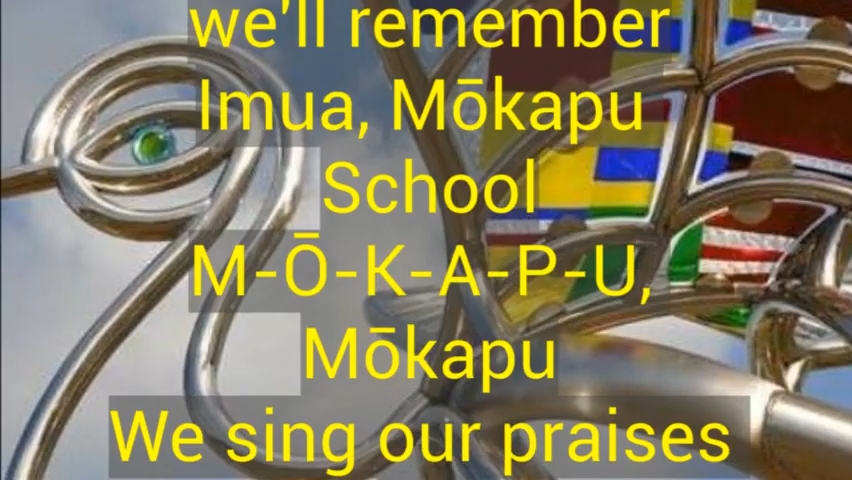 we'll remember
Imua, Mōkapu
School
M-Ō-K-A-P-U,
Mōkapu
We sing our praises